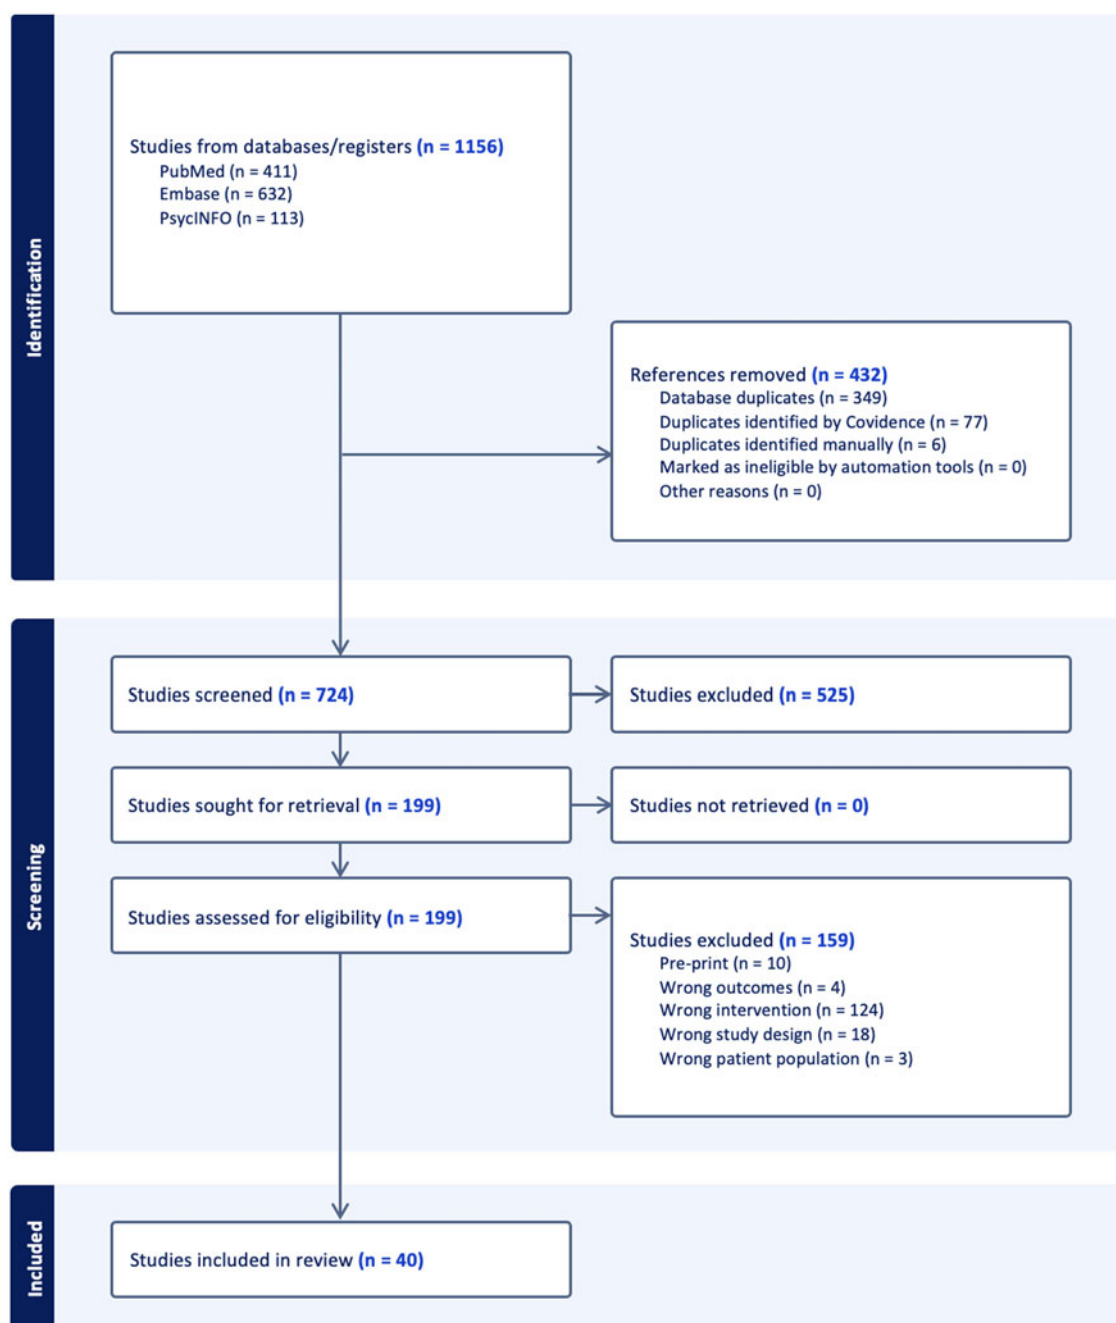 Identification
Studies from databases/registers (n = 1156)
PubMed (n = 411)
Embase (n = 632)
PsycINFO (n = 113)
References removed (n = 432)
Database duplicates (n = 349)
Duplicates identified by Covidence (n = 77)
Duplicates identified manually (n = 6)
Marked as ineligible by automation tools (n = 0)
Other reasons (n = 0)
Screening
Studies screened (n = 724)
Studies excluded (n = 525)
Studies sought for retrieval (n = 199)
Studies not retrieved (n = 0)
Studies assessed for eligibility (n = 199)
Studies excluded (n = 159)
Pre-print (n = 10)
Wrong outcomes (n = 4)
Wrong intervention (n = 124)
Wrong study design (n = 18)
Wrong patient population (n = 3)
Included
Studies included in review (n = 40)